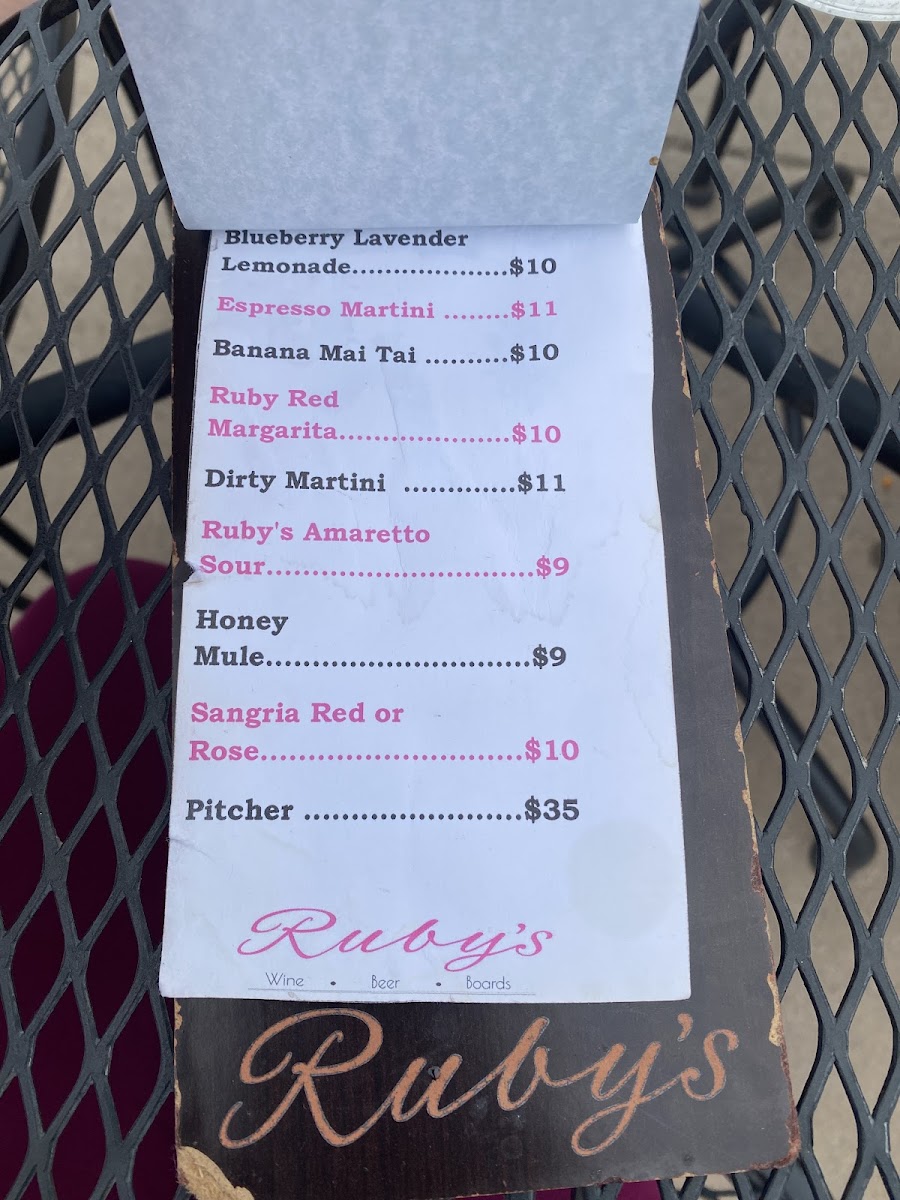 Blueberry Lavender
Lemonade...................$10
Espresso Martini ........$11
Banana Mai Tai ..........$10
Ruby Red
Margarita.....................$10
Dirty Martini .............$11
Ruby's Amaretto
Sour..............................$9
Honey
Mule.............................$9
Sangria Red or
Rose.............................$10
Pitcher ........................$35
Ruby's
Wine • Beer • Boards
Ruby's